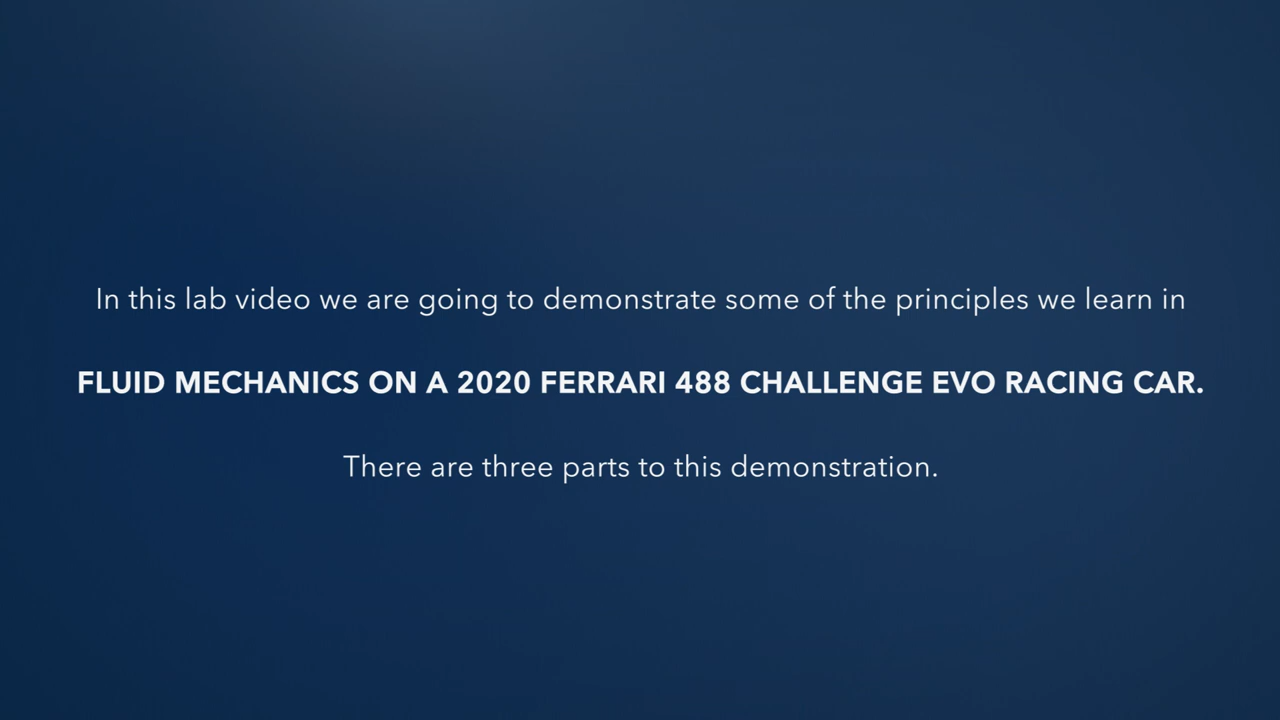 In this lab video we are going to demonstrate some of the principles we learn in
FLUID MECHANICS ON A 2020 FERRARI 488 CHALLENGE EVO RACING CAR.
There are three parts to this demonstration.